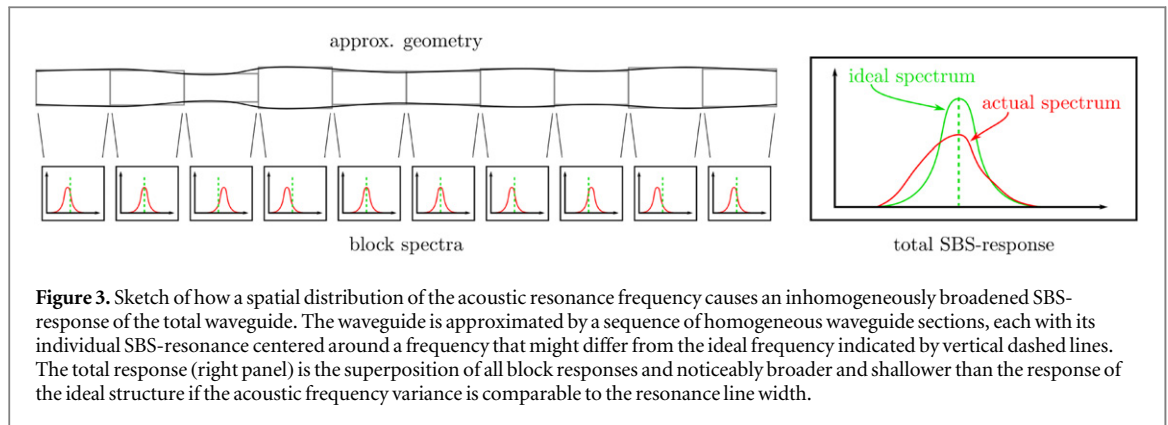 approx. geometry
ideal spectrum
actual spectrum
block spectra
total SBS-response
Figure 3. Sketch of how a spatial distribution of the acoustic resonance frequency causes an inhomogeneously broadened SBS-
response of the total waveguide. The waveguide is approximated by a sequence of homogeneous waveguide sections, each with its
individual SBS-resonance centered around a frequency that might differ from the ideal frequency indicated by vertical dashed lines.
The total response (right panel) is the superposition of all block responses and noticeably broader and shallower than the response of
the ideal structure if the acoustic frequency variance is comparable to the resonance line width.